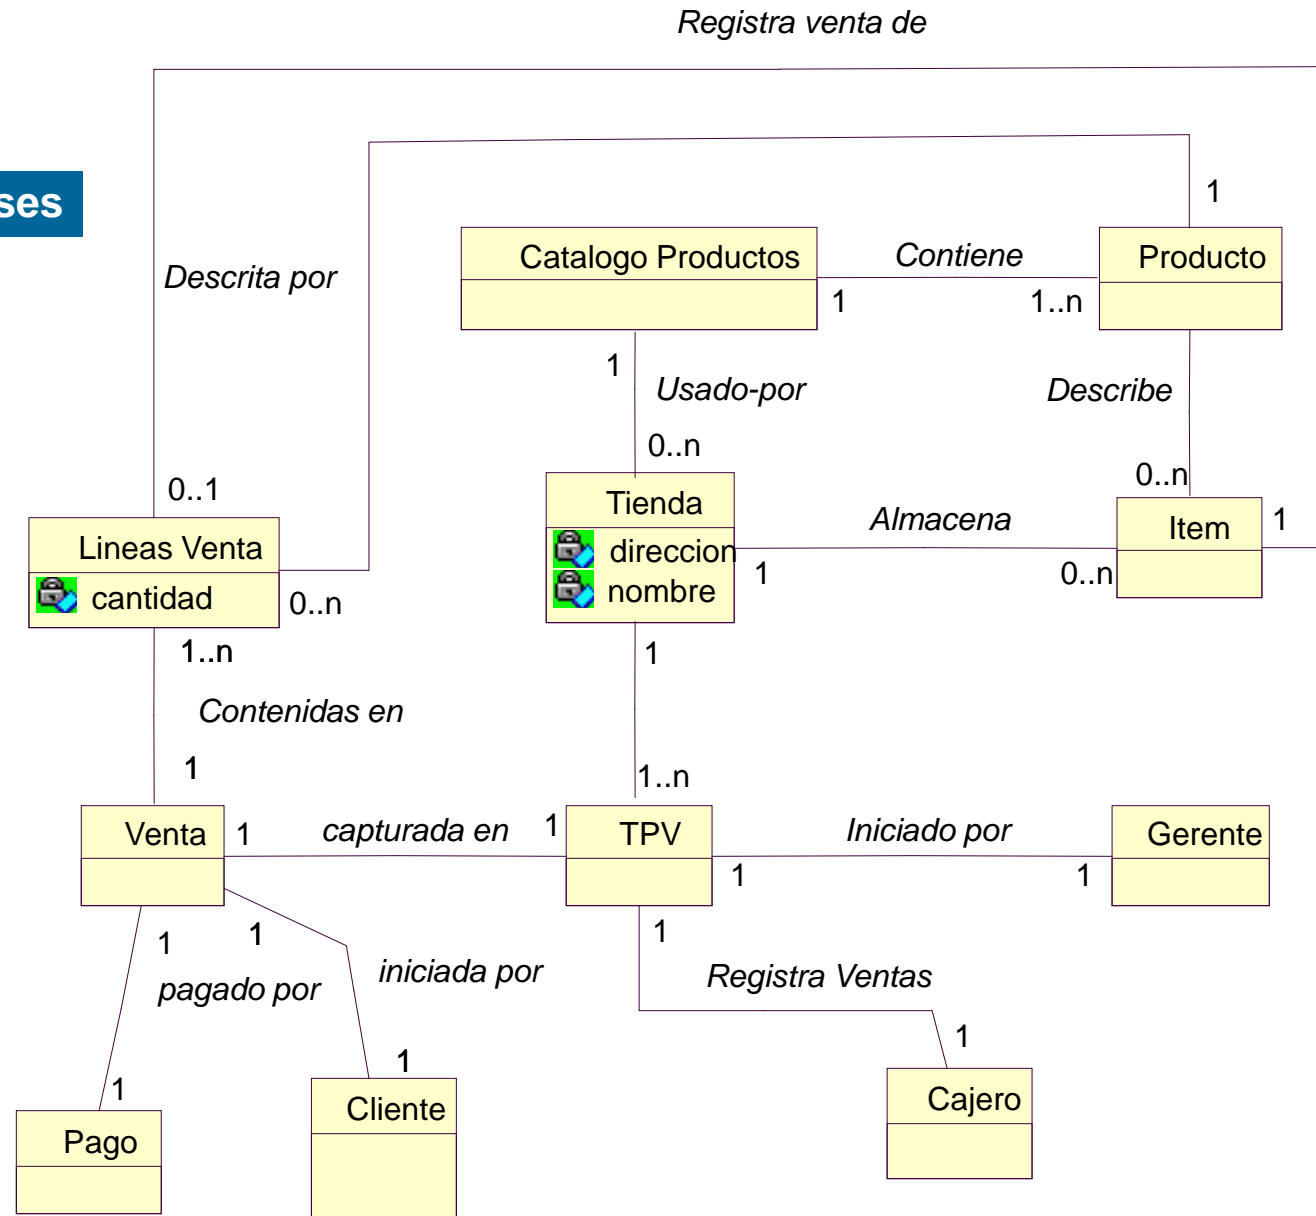 Registra venta de
ses
1
Catalogo Productos
Contiene
Producto
Descrita por
1
1..n
1
Usado-por
Describe
0..n
0..n
0..1
Tienda
Almacena
Item
1
Lineas Venta
direccion
1
0..n
cantidad
0..n
nombre
1..n
1
Contenidas en
1
1..n
Venta
1
capturada en
1
TPV
Iniciado por
Gerente
1
1
1
1
1
pagado por
iniciada por
Registra Ventas
1
1
1
Cliente
Cajero
Pago